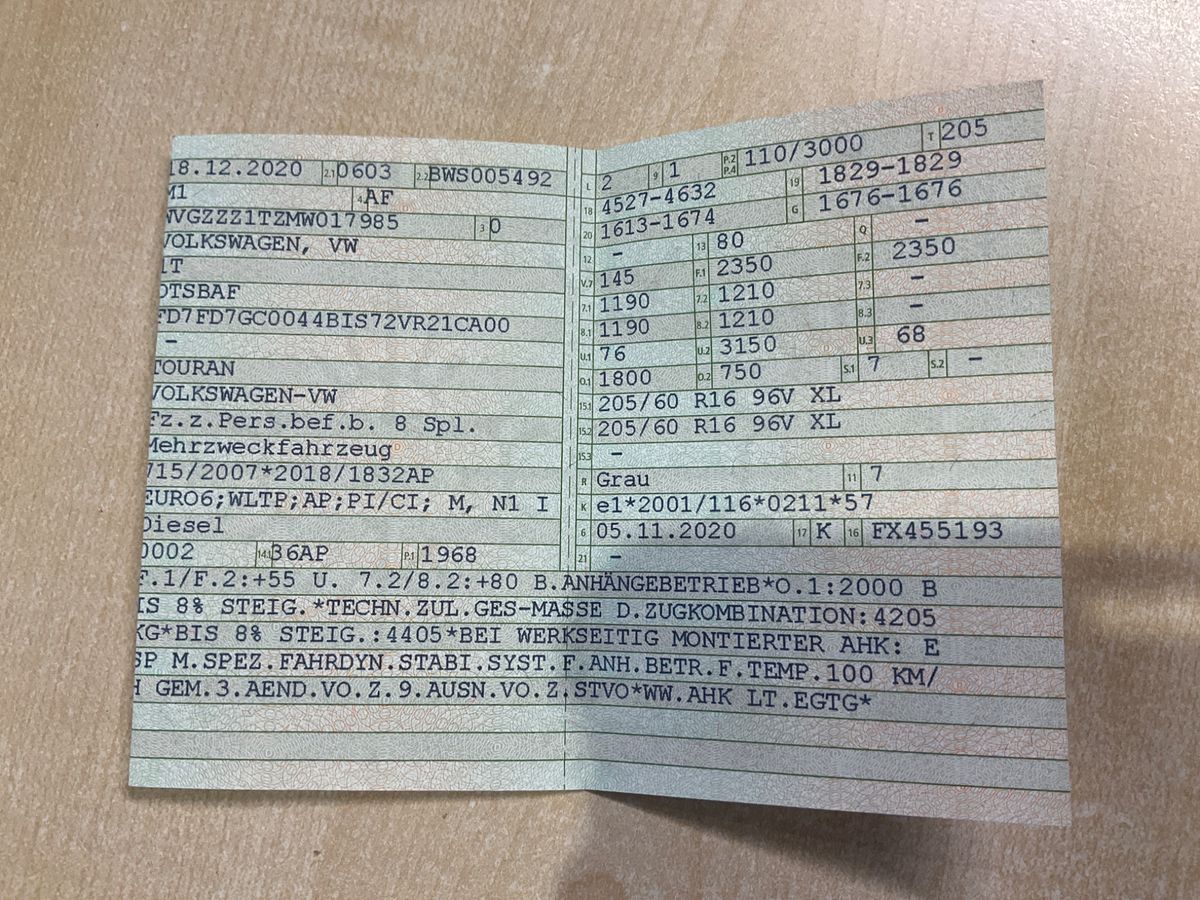 18.12.2020 2.1 0603 2.2 BWS005492
M1 4 AF
WVGZZZ1TZMW017985 3 0
VOLKSWAGEN, VW
1T
DTSBAF
FD7FD7GC0044BIS72VR21CA00
-
TOURAN
VOLKSWAGEN-VW
Fz.z.Pers.bef.b. 8 Spl.
Mehrzweckfahrzeug
715/2007*2018/1832AP
EURO6;WLTP;AP;PI/CI; M, N1 I
Diesel
0002 14.1 36AP P.1 1968
L 2 9 1 P.2 P.4 110/3000 T 205
18 4527-4632 19 1829-1829
20 1613-1674 G 1676-1676
12 - 13 80 Q -
V.7 145 F.1 2350 F.2 2350
7.1 1190 7.2 1210 7.3 -
8.1 1190 8.2 1210 8.3 -
U.1 76 U.2 3150 U.3 68
O.1 1800 O.2 750 S.1 7 S.2 -
15.1 205/60 R16 96V XL
15.2 205/60 R16 96V XL
15.3 -
R Grau 11 7
K e1*2001/116*0211*57
6 05.11.2020 17 K 16 FX455193
21 -
F.1/F.2:+55 U. 7.2/8.2:+80 B.ANHÄNGEBETRIEB*O.1:2000 B
IS 8% STEIG.*TECHN.ZUL.GES-MASSE D.ZUGKOMBINATION:4205
KG*BIS 8% STEIG.:4405*BEI WERKSEITIG MONTIERTER AHK: E
SP M.SPEZ.FAHRDYN.STABI.SYST.F.ANH.BETR.F.TEMP.100 KM/
H GEM.3.AEND.VO.Z.9.AUSN.VO.Z.STVO*WW.AHK LT.EGTG*